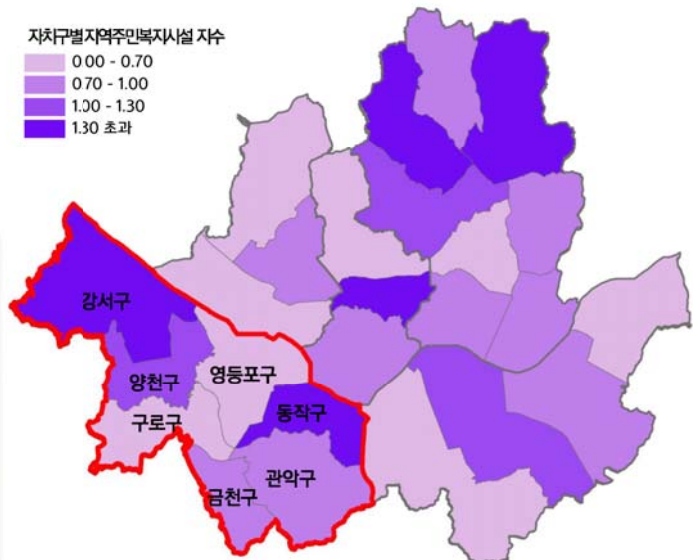 자치구별 지역주민복지시설 지수
0.00 - 0.70
0.70 - 1.00
1.00 - 1.30
1.30 초과
강서구
양천구
영등포구
구로구
동작구
금천구
관악구